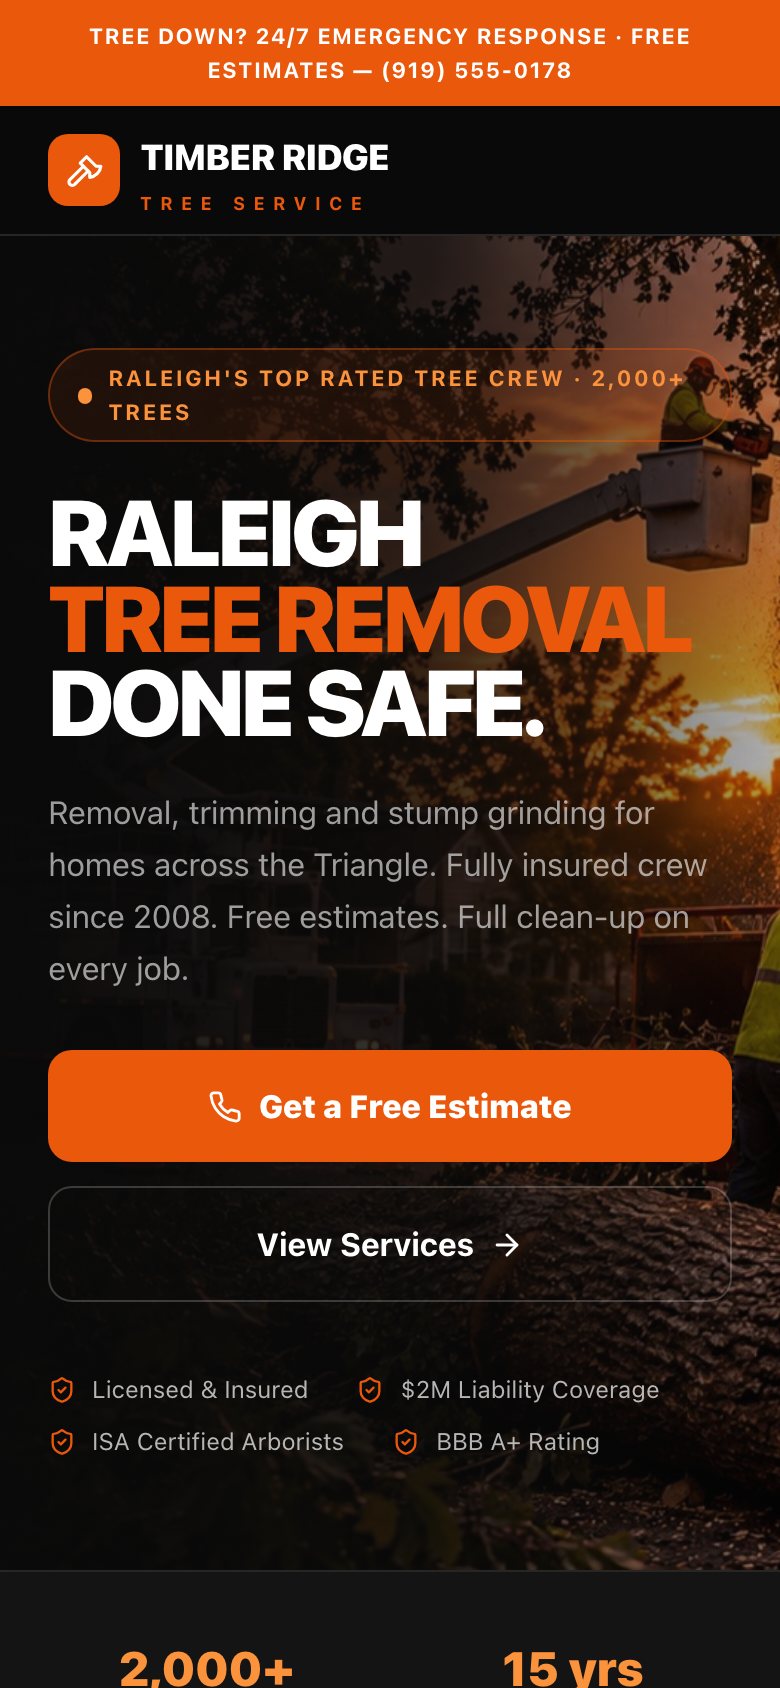 TREE DOWN? 24/7 EMERGENCY RESPONSE · FREE
ESTIMATES — (919) 555-0178
TIMBER RIDGE
TREE SERVICE
RALEIGH'S TOP RATED TREE CREW · 2,000+
TREES
RALEIGH
TREE REMOVAL
DONE SAFE.
Removal, trimming and stump grinding for
homes across the Triangle. Fully insured crew
since 2008. Free estimates. Full clean-up on
every job.
Get a Free Estimate
View Services →
Licensed & Insured
$2M Liability Coverage
ISA Certified Arborists
BBB A+ Rating
2,000+
15 yrs